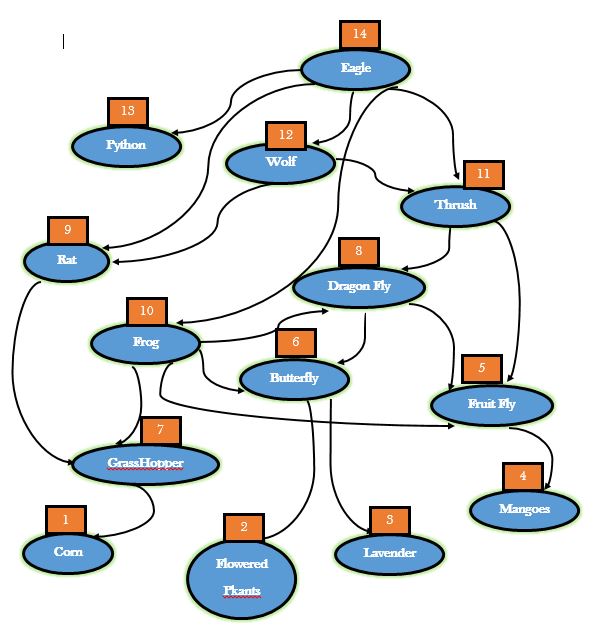 14
Eagle
13
Python
12
Wolf
11
Thrush
9
Rat
8
Dragon Fly
10
Frog
6
Butterfly
5
Fruit Fly
7
GrassHopper
4
Mangoes
1
Corn
2
Flowered
Pkants
3
Lavender